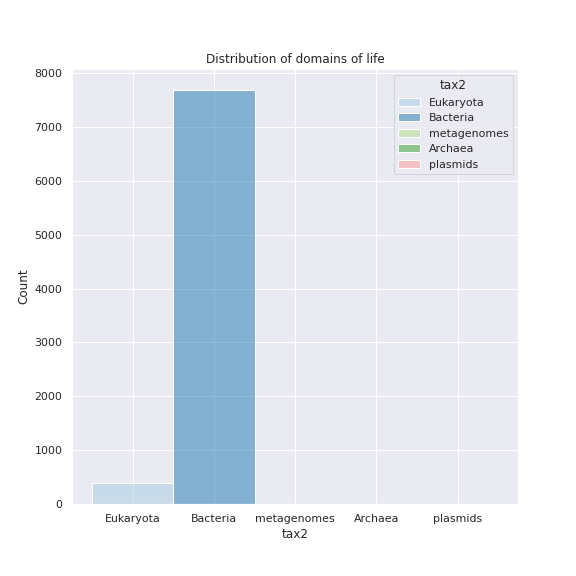 Distribution of domains of life
8000
7000
6000
5000
4000
3000
2000
1000
0
Count
tax2
Eukaryota
Bacteria
metagenomes
Archaea
plasmids
Eukaryota Bacteria metagenomes Archaea plasmids
tax2